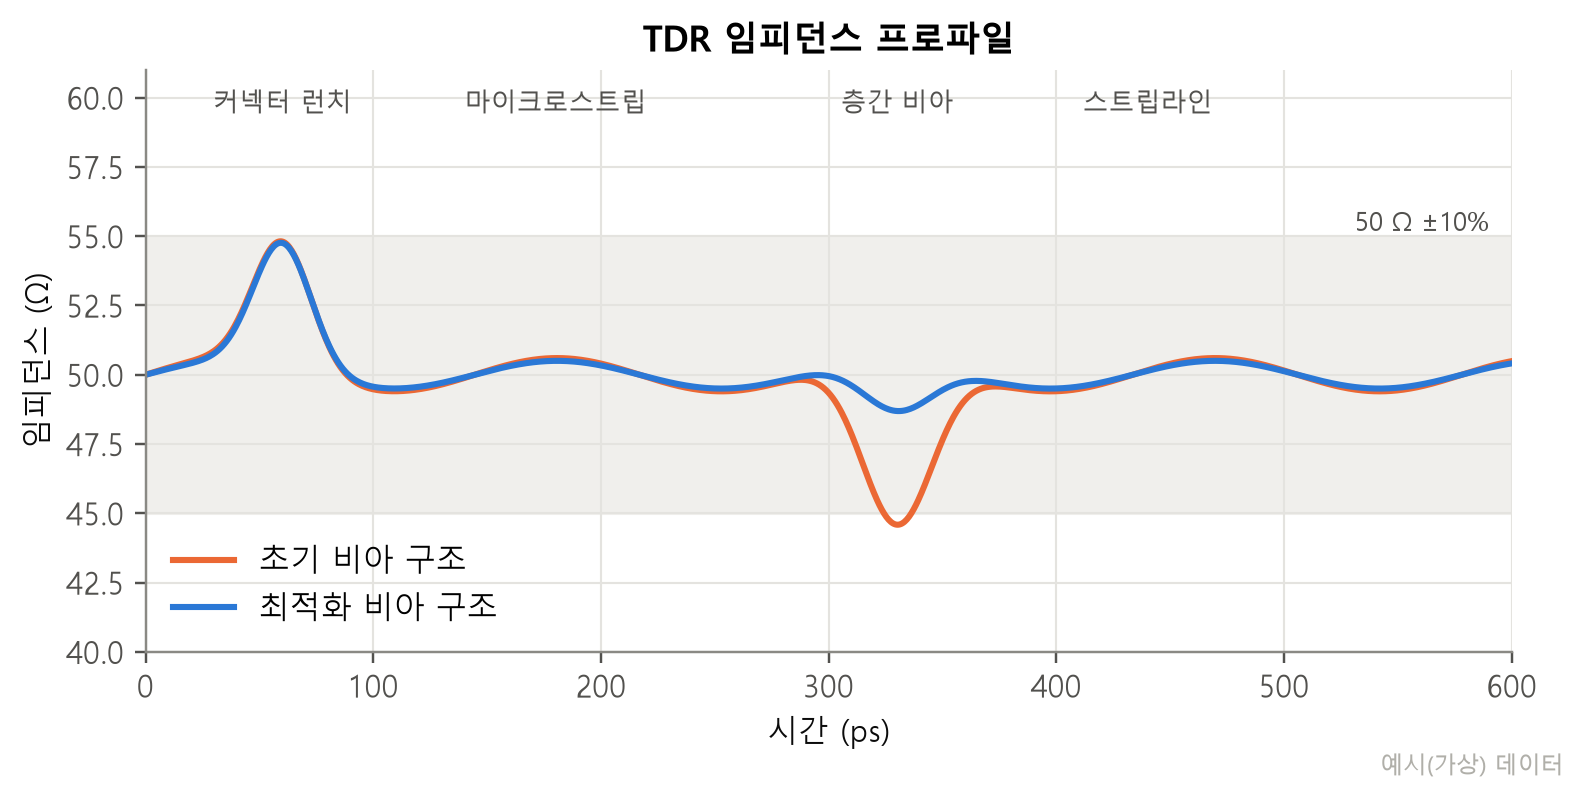 TDR 임피던스 프로파일
커넥터 런치
마이크로스트립
층간 비아
스트립라인
50 Ω ±10%
임피던스 (Ω)
60.0
57.5
55.0
52.5
50.0
47.5
45.0
42.5
40.0
초기 비아 구조
최적화 비아 구조
0
100
200
300
400
500
600
시간 (ps)
예시(가상) 데이터